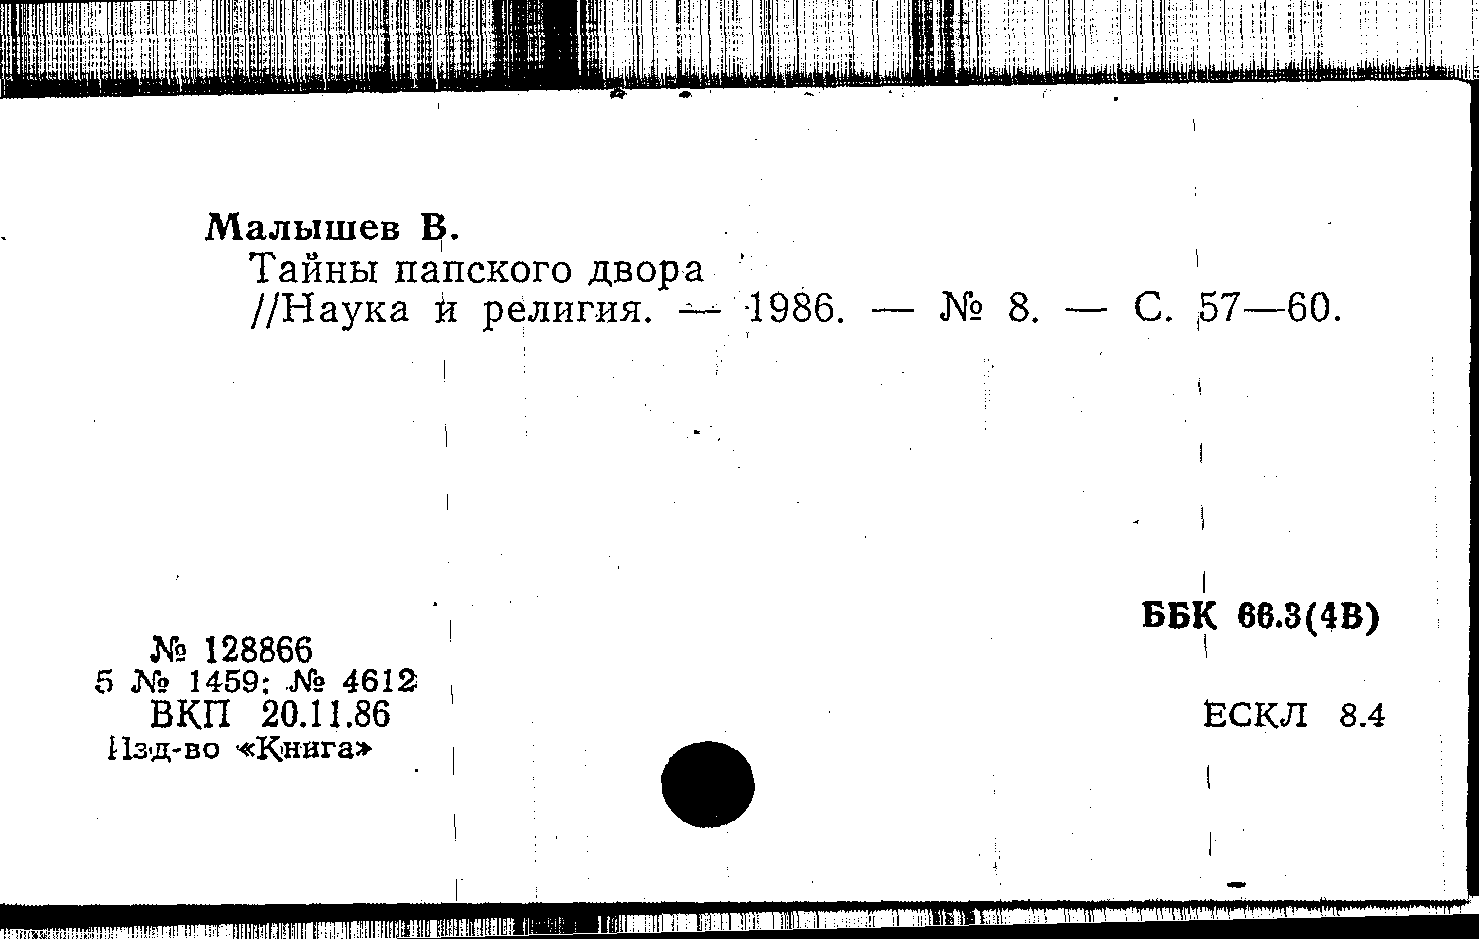 Малышев В.
Тайны папского двора
//Наука и религия. — 1986. — № 8. — С. 57—60.
ББК 66.3(4В)
№ 128866
5 № 1459; № 4612
ВКП 20.11.86
ЕСКЛ 8.4
Изд-во «Книга»